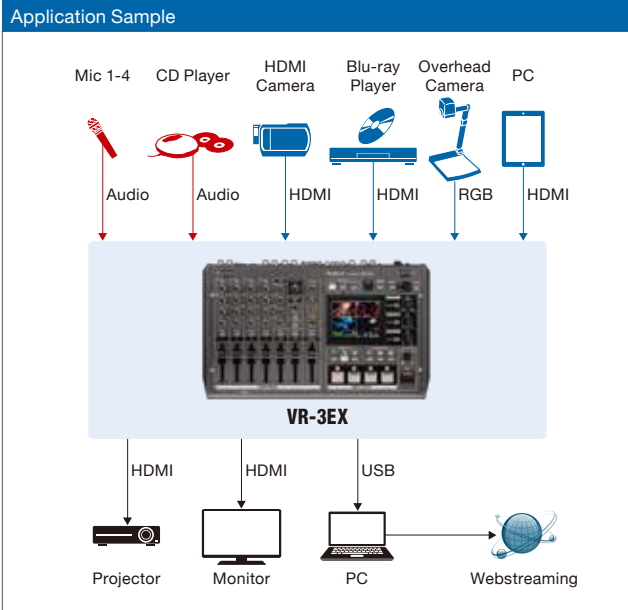 Application Sample
Mic 1-4
CD Player
HDMI
Camera
Blu-ray
Player
Overhead
Camera
PC
Audio
Audio
HDMI
HDMI
RGB
HDMI
VR-3EX
HDMI
HDMI
USB
Projector
Monitor
PC
Webstreaming